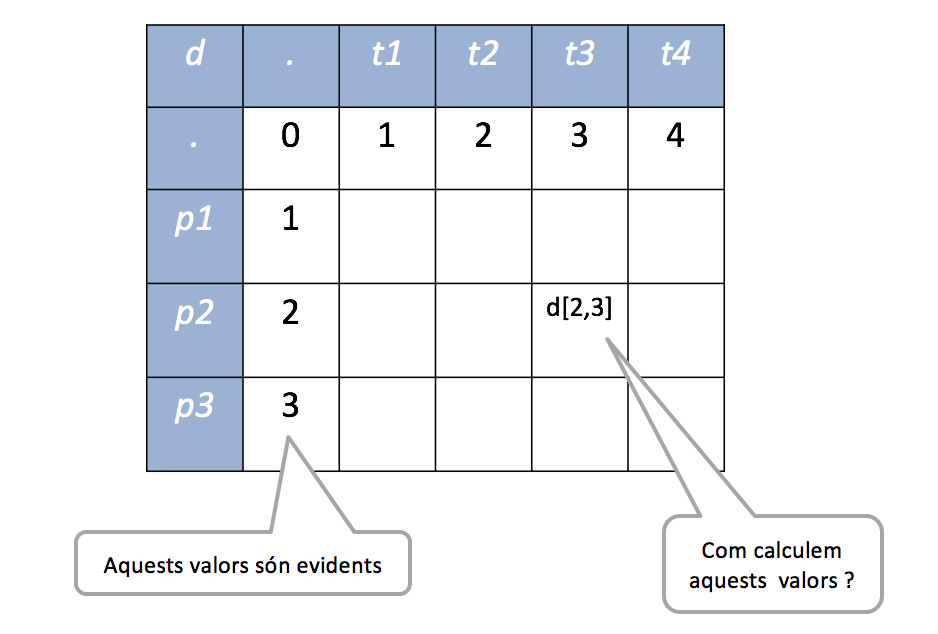 d . t1 t2 t3 t4
. 0 1 2 3 4
p1 1
p2 2 d[2,3]
p3 3
Aquests valors són evidents
Com calculem
aquests valors ?